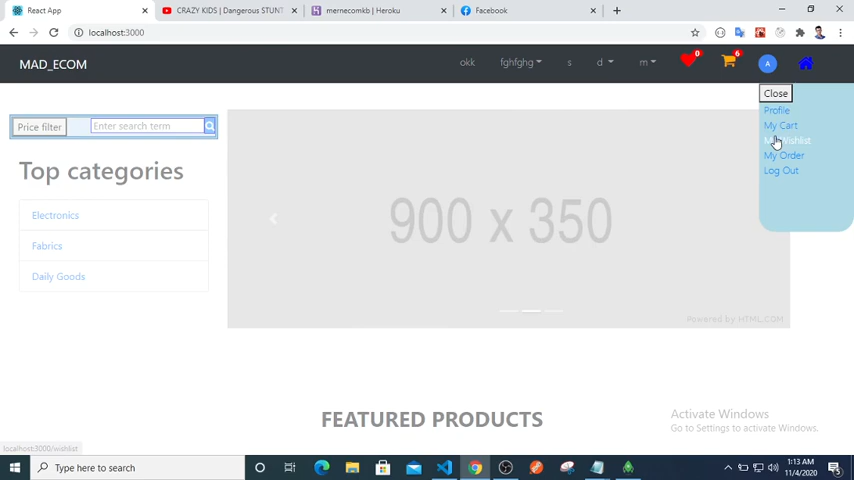 React App
CRAZY KIDS | Dangerous STUNT
mernecomkb | Heroku
Facebook
localhost:3000
MAD_ECOM
okk
fghfghg
s
d
m
0
6
A
Close
Profile
My Cart
My Wishlist
My Order
Log Out
Price filter
Enter search term
Top categories
Electronics
Fabrics
Daily Goods
900 x 350
Powered by HTML.COM
FEATURED PRODUCTS
Activate Windows
Go to Settings to activate Windows.
localhost:3000/wishlist
Type here to search
1:13 AM
11/4/2020
5